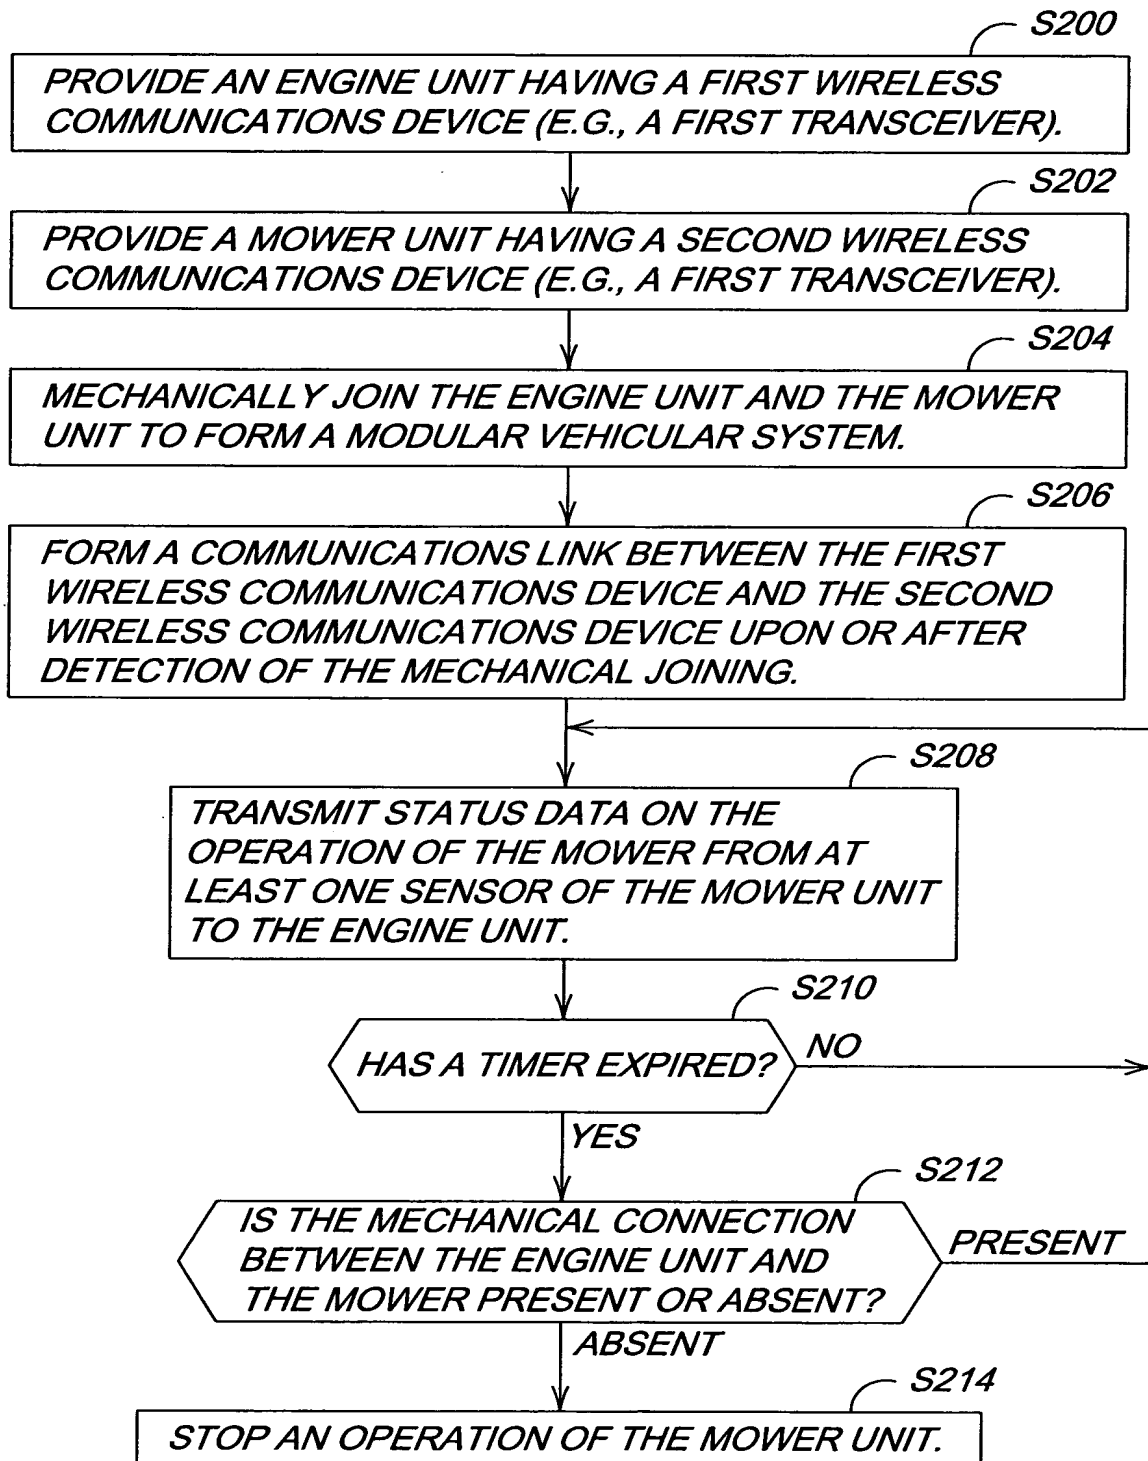 S200
PROVIDE AN ENGINE UNIT HAVING A FIRST WIRELESS
COMMUNICATIONS DEVICE (E.G., A FIRST TRANSCEIVER).
S202
PROVIDE A MOWER UNIT HAVING A SECOND WIRELESS
COMMUNICATIONS DEVICE (E.G., A FIRST TRANSCEIVER).
S204
MECHANICALLY JOIN THE ENGINE UNIT AND THE MOWER
UNIT TO FORM A MODULAR VEHICULAR SYSTEM.
S206
FORM A COMMUNICATIONS LINK BETWEEN THE FIRST
WIRELESS COMMUNICATIONS DEVICE AND THE SECOND
WIRELESS COMMUNICATIONS DEVICE UPON OR AFTER
DETECTION OF THE MECHANICAL JOINING.
S208
TRANSMIT STATUS DATA ON THE
OPERATION OF THE MOWER FROM AT
LEAST ONE SENSOR OF THE MOWER UNIT
TO THE ENGINE UNIT.
S210
HAS A TIMER EXPIRED?
NO
YES
S212
IS THE MECHANICAL CONNECTION
BETWEEN THE ENGINE UNIT AND
THE MOWER PRESENT OR ABSENT?
PRESENT
ABSENT
S214
STOP AN OPERATION OF THE MOWER UNIT.